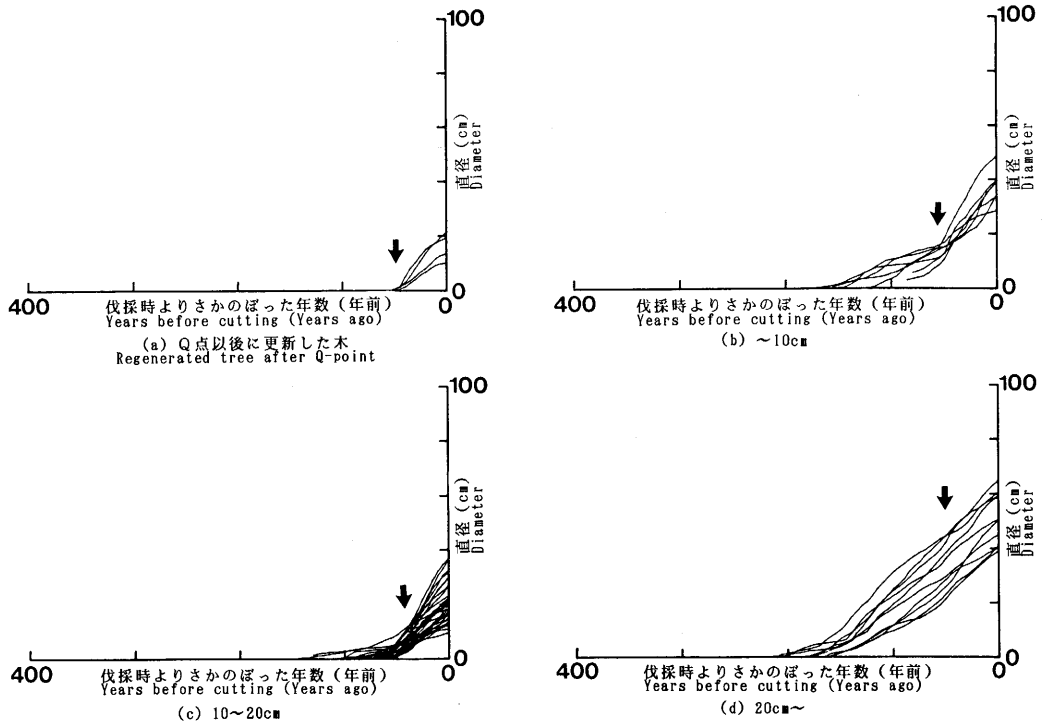 100
直径 (cm)
Diameter
400
0
伐採時よりさかのぼった年数 (年前)
Years before cutting (Years ago)
(a) Q点以後に更新した木
Regenerated tree after Q-point
100
直径 (cm)
Diameter
400
0
伐採時よりさかのぼった年数 (年前)
Years before cutting (Years ago)
(b) ～10cm
100
直径 (cm)
Diameter
400
0
伐採時よりさかのぼった年数 (年前)
Years before cutting (Years ago)
(c) 10～20cm
100
直径 (cm)
Diameter
400
0
伐採時よりさかのぼった年数 (年前)
Years before cutting (Years ago)
(d) 20cm～